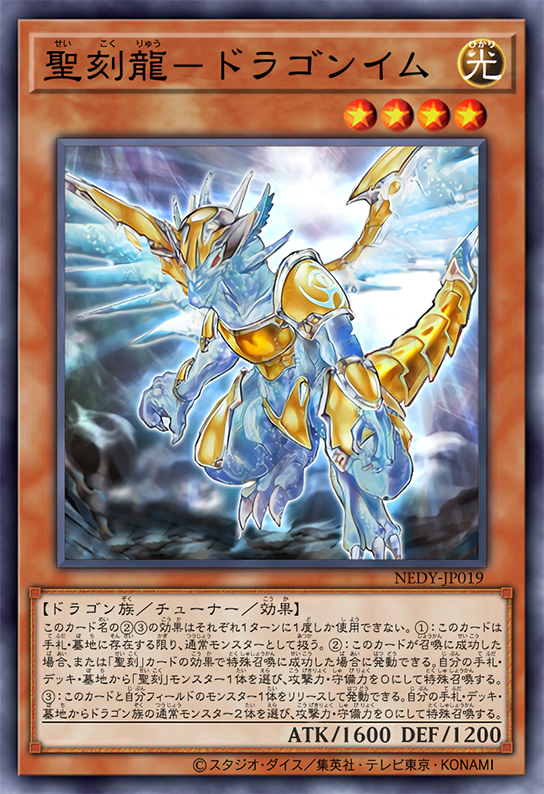 聖刻龍－ドラゴンイム
光
NEDY-JP019
【ドラゴン族／チューナー／効果】
このカード名の②③の効果はそれぞれ1ターンに1度しか使用できない。①：このカードは
手札・墓地に存在する限り、通常モンスターとして扱う。②：このカードが召喚に成功した
場合、または「聖刻」カードの効果で特殊召喚に成功した場合に発動できる。自分の手札・
デッキ・墓地から「聖刻」モンスター1体を選び、攻撃力・守備力を0にして特殊召喚する。
③：このカードと自分フィールドのモンスター1体をリリースして発動できる。自分の手札・デッキ・
墓地からドラゴン族の通常モンスター2体を選び、攻撃力・守備力を0にして特殊召喚する。
ATK/1600 DEF/1200
©スタジオ・ダイス／集英社・テレビ東京・KONAMI